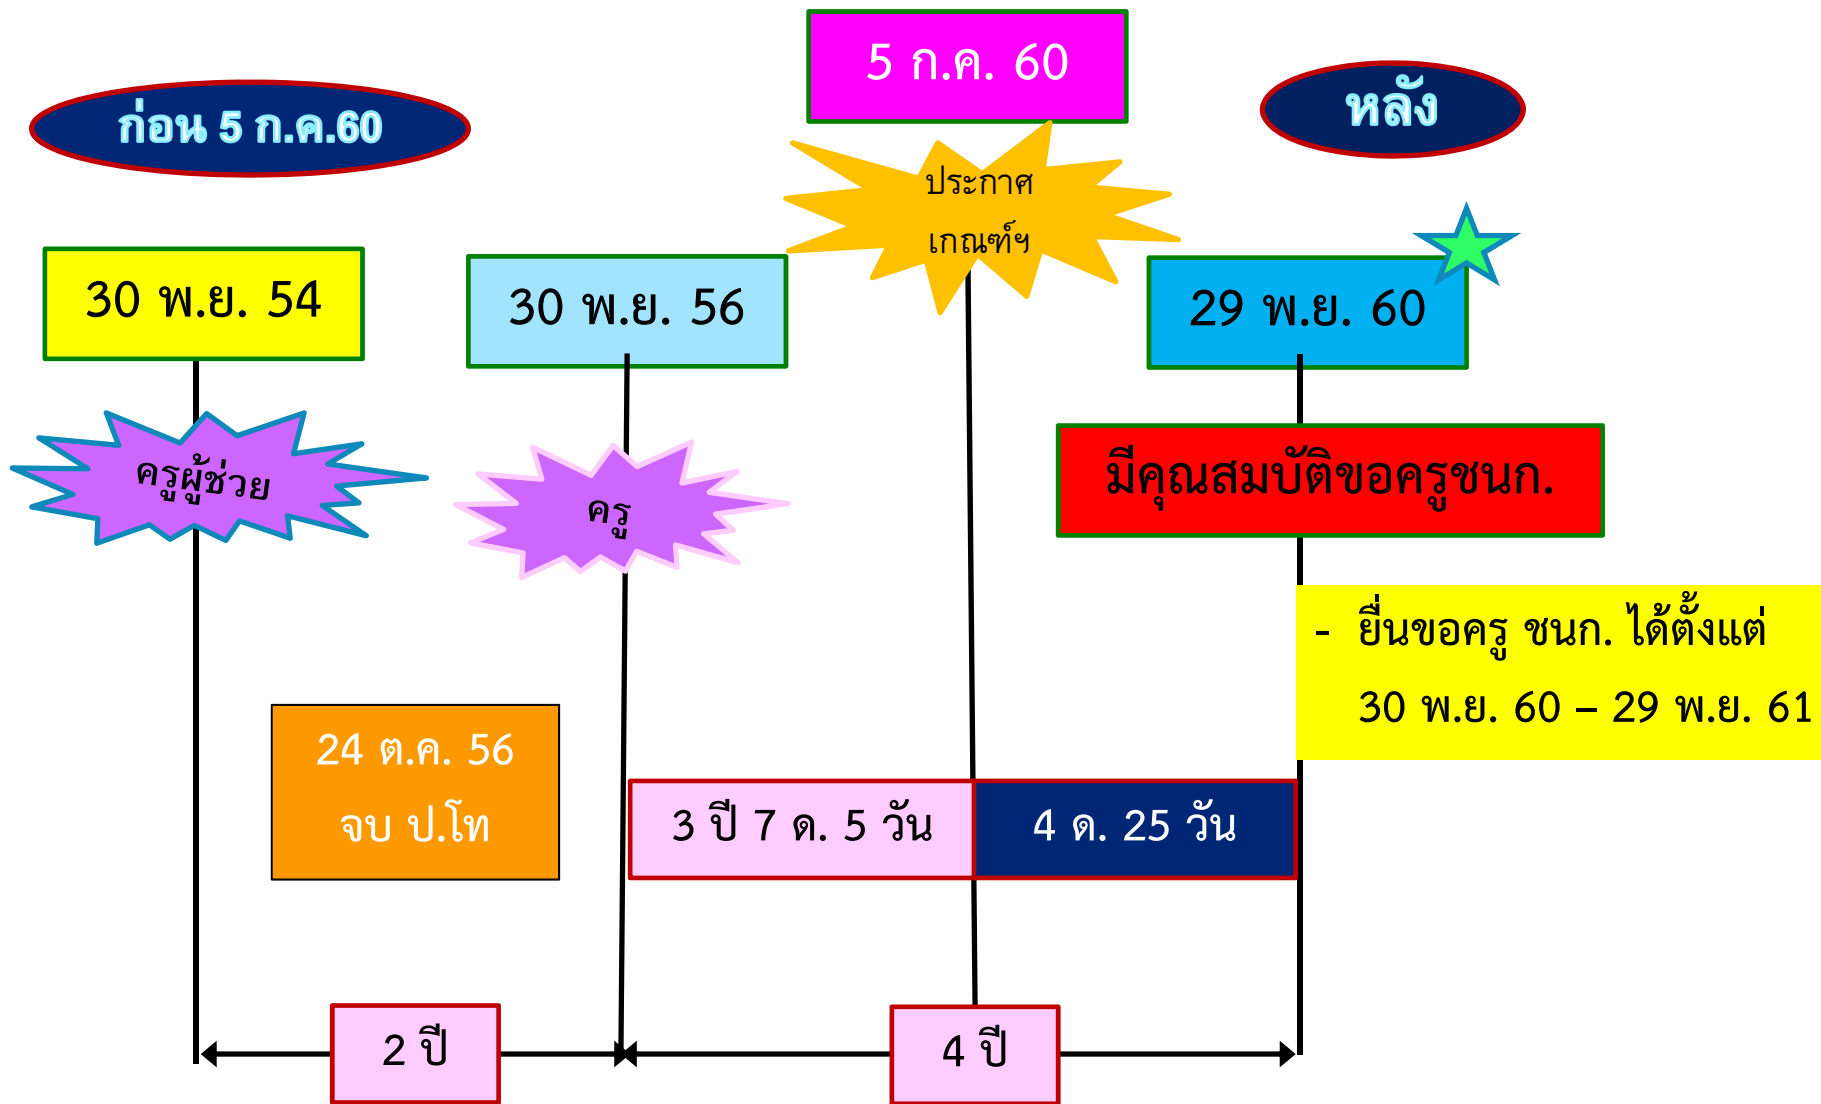 5 ก.ค. 60
ก่อน 5 ก.ค.60
หลัง
ประกาศ
เกณฑ์ฯ
30 พ.ย. 54
30 พ.ย. 56
29 พ.ย. 60
ครูผู้ช่วย
ครู
มีคุณสมบัติขอครูชนก.
- ยื่นขอครู ชนก. ได้ตั้งแต่
30 พ.ย. 60 – 29 พ.ย. 61
24 ต.ค. 56
จบ ป.โท
3 ปี 7 ด. 5 วัน
4 ด. 25 วัน
2 ปี
4 ปี